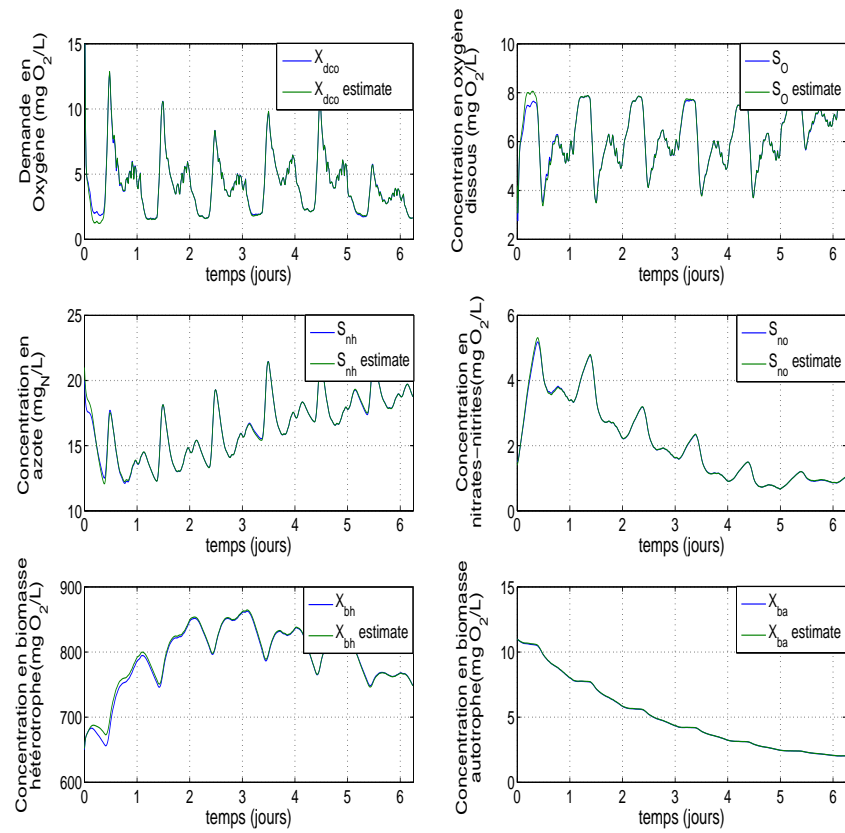 Demande en
Oxygène (mg O2/L)
15
10
5
0
0 1 2 3 4 5 6
temps (jours)
Xdco
Xdco estimate
Concentration en oxygène
dissous (mg O2/L)
10
8
6
4
2
0 1 2 3 4 5 6
temps (jours)
SO
SO estimate
Concentration en
azote (mgN/L)
25
20
15
10
0 1 2 3 4 5 6
temps (jours)
Snh
Snh estimate
Concentration en
nitrates−nitrites(mg O2/L)
6
4
2
0
0 1 2 3 4 5 6
temps (jours)
Sno
Sno estimate
Concentration en biomasse
hétérotrophe(mg O2/L)
900
800
700
600
0 1 2 3 4 5 6
temps (jours)
Xbh
Xbh estimate
Concentration en biomasse
autotrophe(mg O2/L)
15
10
5
0
0 1 2 3 4 5 6
temps (jours)
Xba
Xba estimate